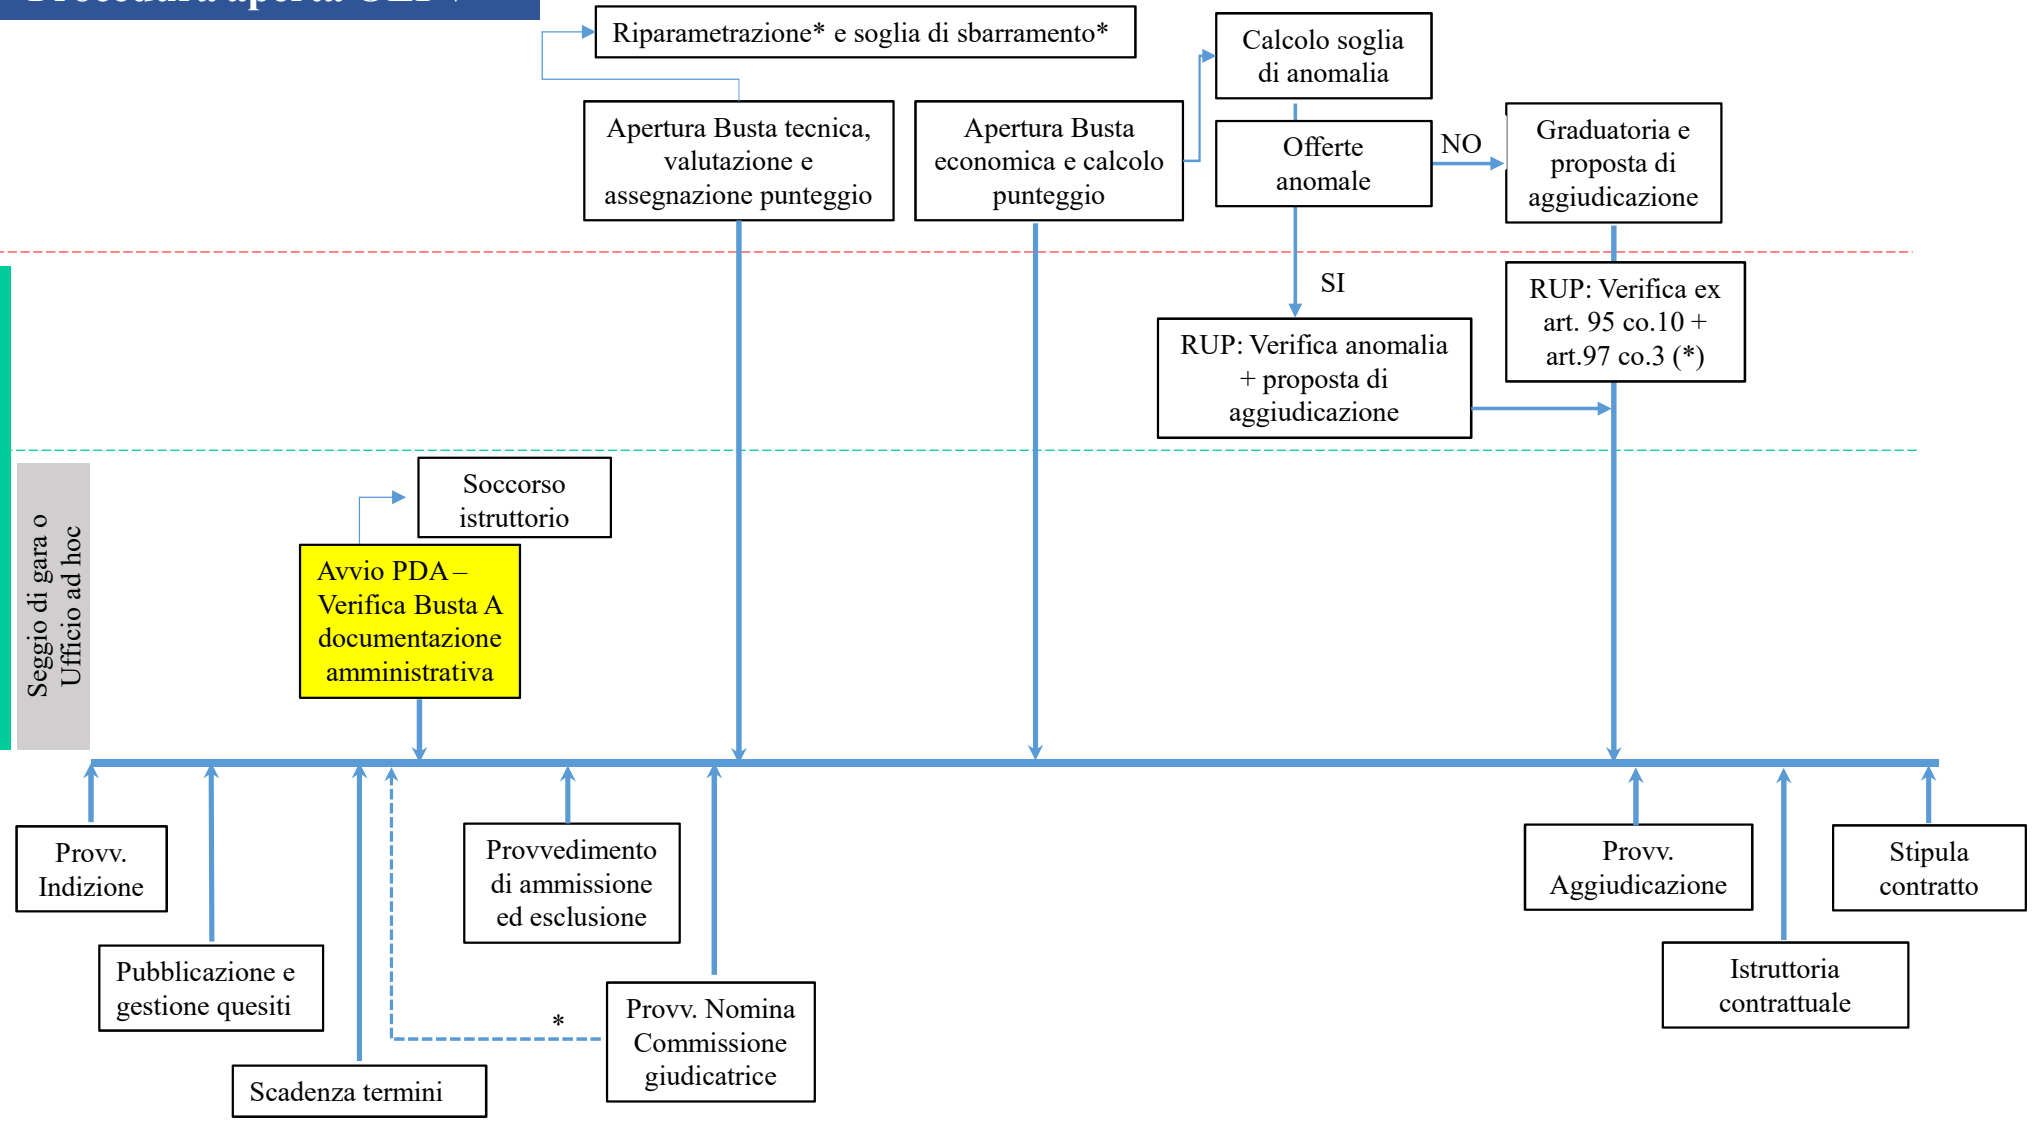 Procedura aperta OEPV
Riparametrazione* e soglia di sbarramento*
Calcolo soglia
di anomalia
Apertura Busta tecnica,
valutazione e
assegnazione punteggio
Apertura Busta
economica e calcolo
punteggio
Offerte
anomale
NO
Graduatoria e
proposta di
aggiudicazione
SI
RUP: Verifica ex
art. 95 co.10 +
art.97 co.3 (*)
RUP: Verifica anomalia
+ proposta di
aggiudicazione
Soccorso
istruttorio
Seggio di gara o
Ufficio ad hoc
Avvio PDA –
Verifica Busta A
documentazione
amministrativa
Provv.
Indizione
Provvedimento
di ammissione
ed esclusione
Provv.
Aggiudicazione
Stipula
contratto
Pubblicazione e
gestione quesiti
*
Provv. Nomina
Commissione
giudicatrice
Istruttoria
contrattuale
Scadenza termini